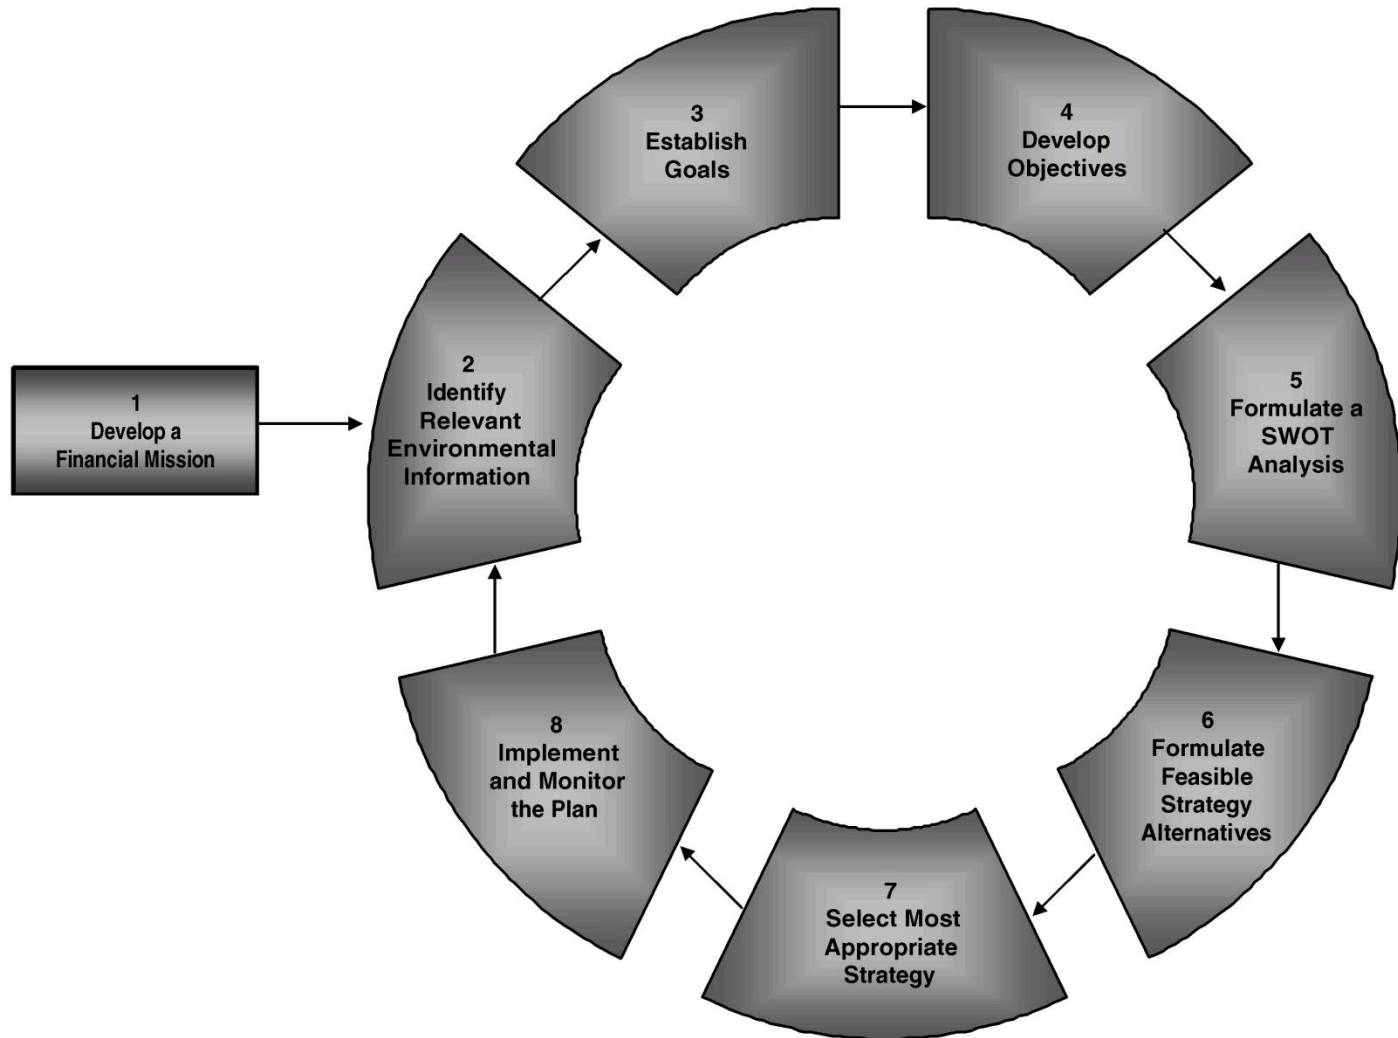 1
Develop a
Financial Mission
2
Identify
Relevant
Environmental
Information
3
Establish
Goals
4
Develop
Objectives
5
Formulate a
SWOT
Analysis
6
Formulate
Feasible
Strategy
Alternatives
7
Select Most
Appropriate
Strategy
8
Implement
and Monitor
the Plan